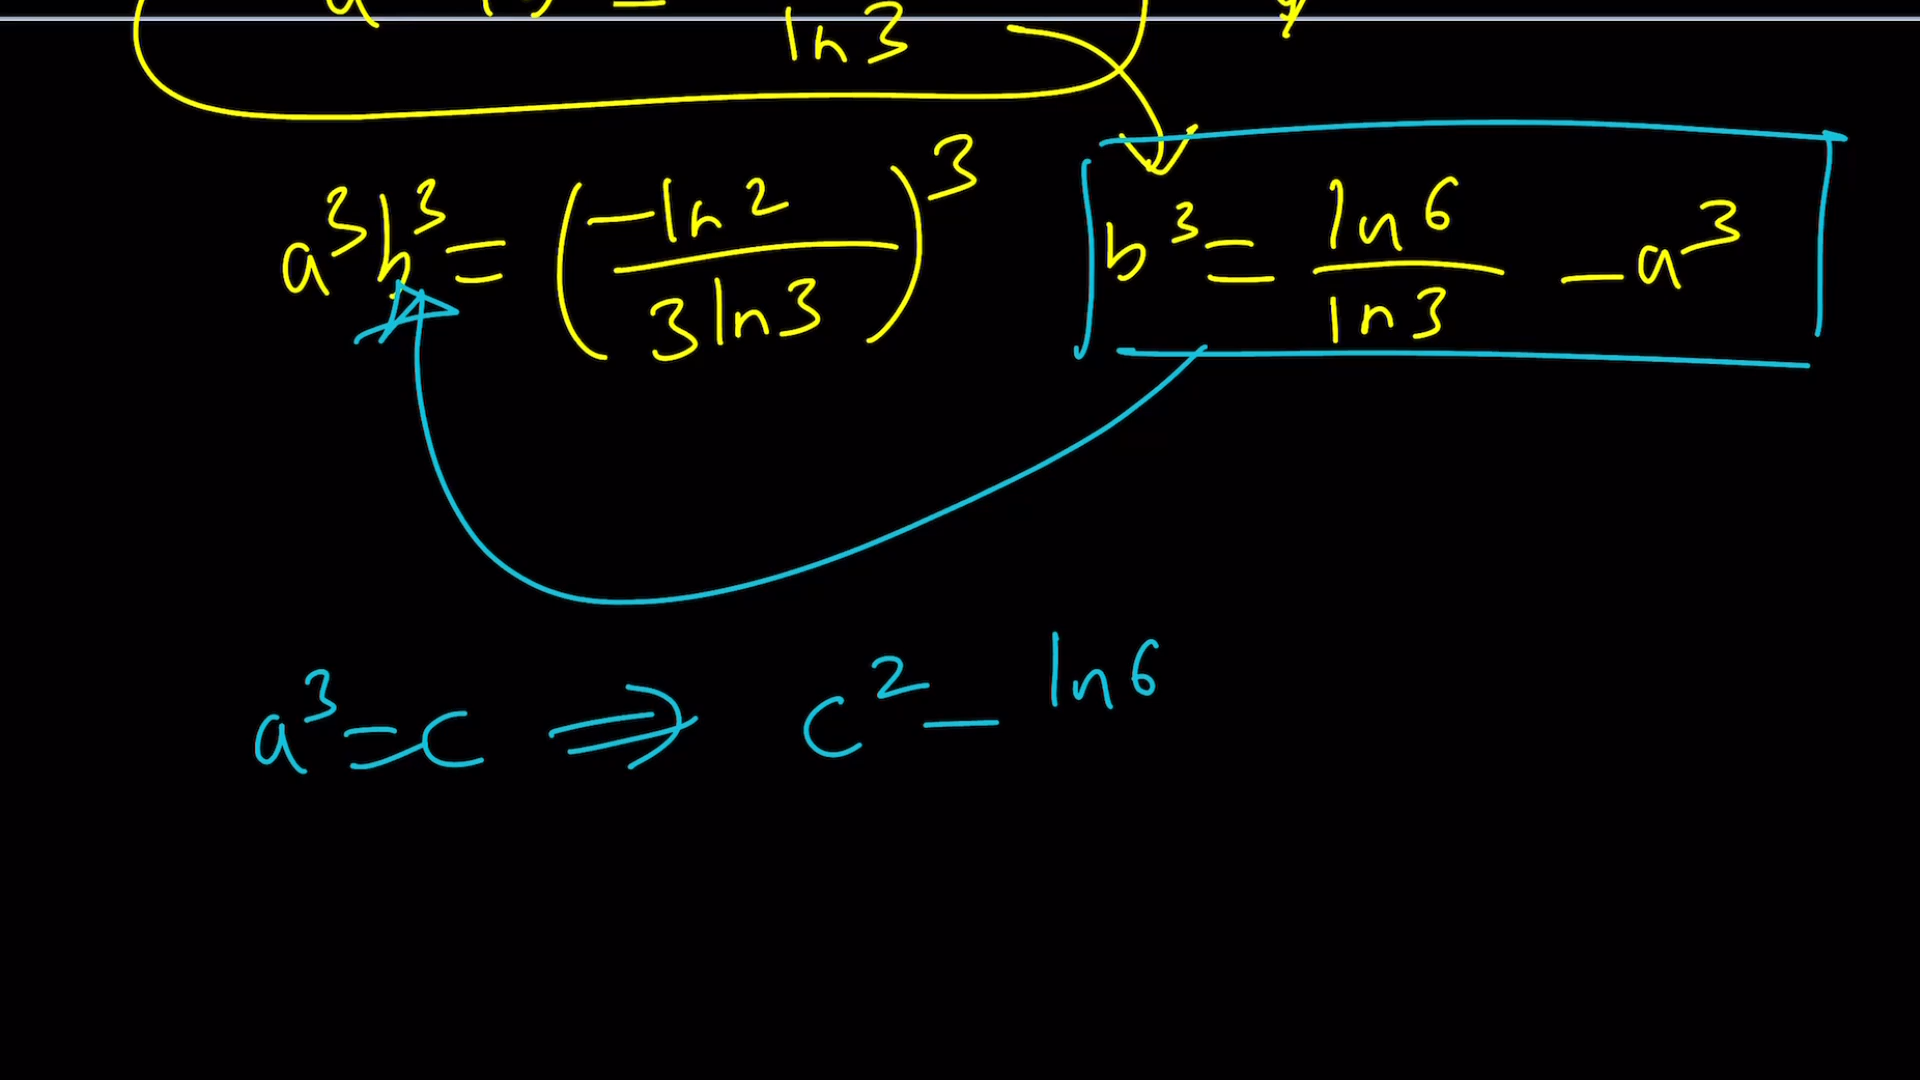 ln3
a³b³ = (-ln2 / 3ln3)³
b³ = ln6 / ln3 - a³
a³ = c ⇒ c² - ln6